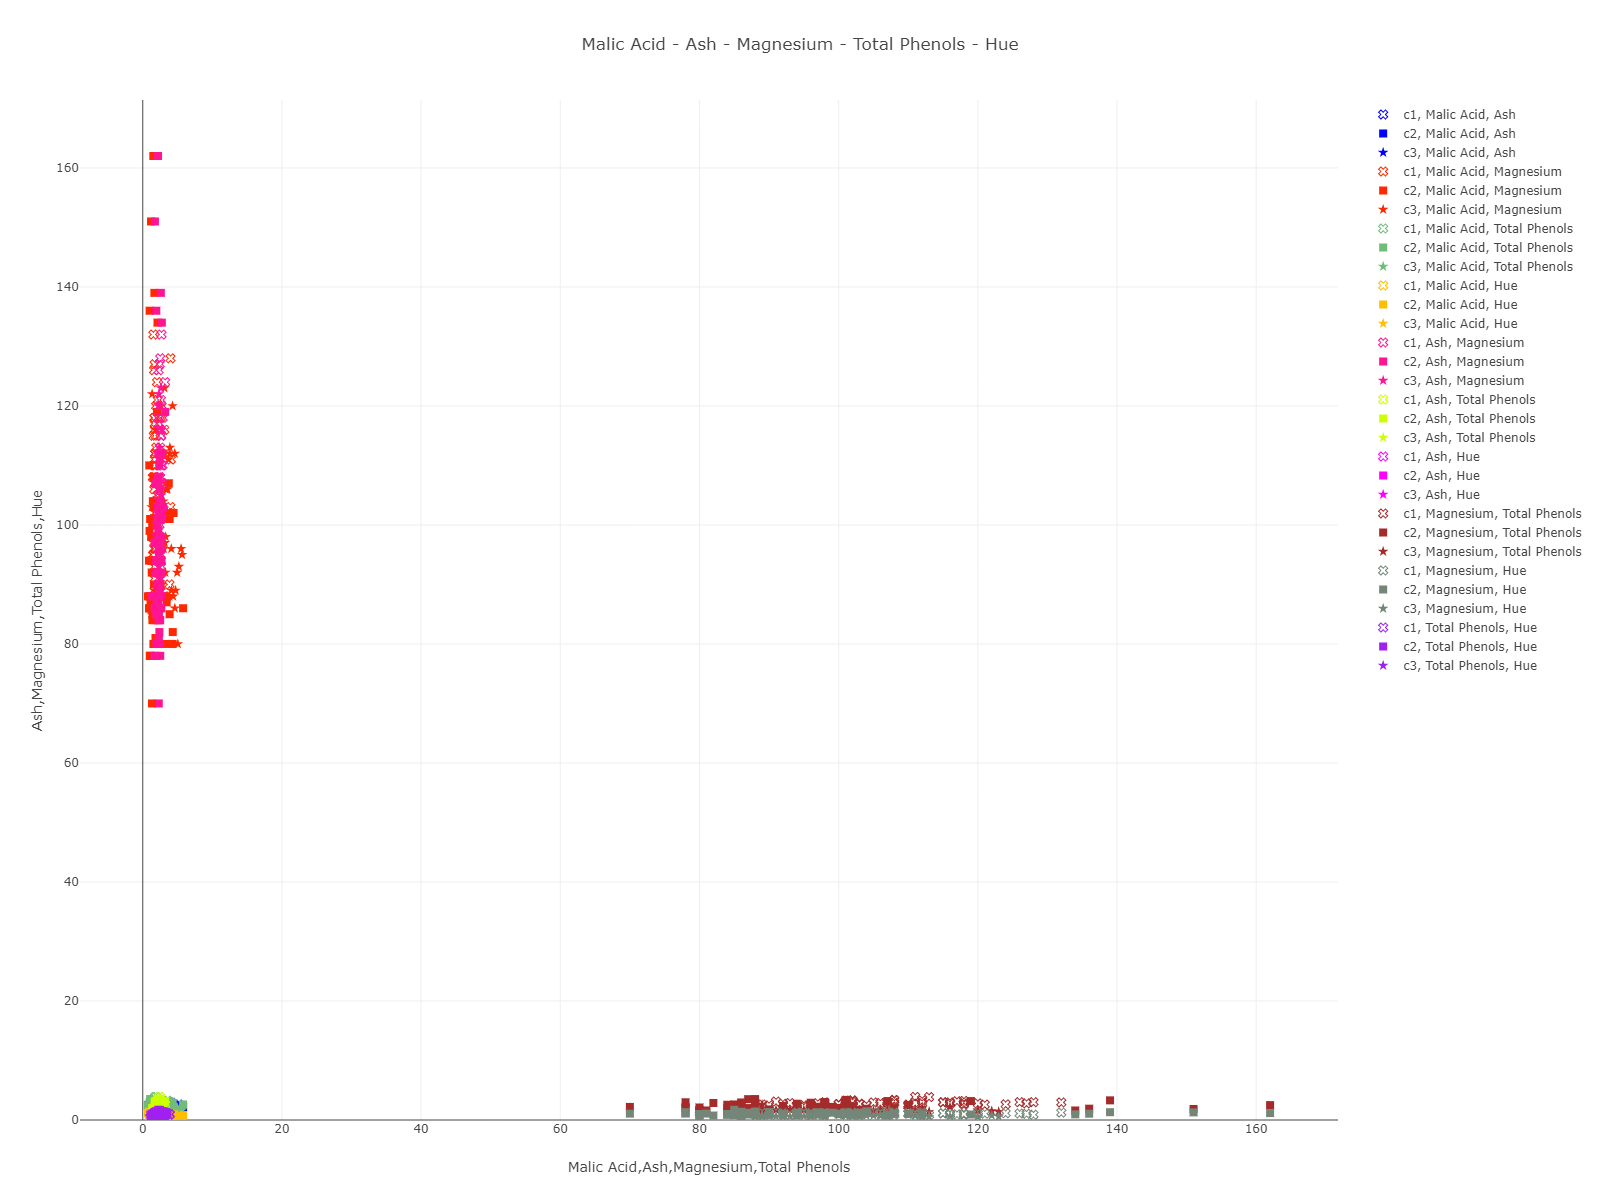 Malic Acid - Ash - Magnesium - Total Phenols - Hue
c1, Malic Acid, Ash
c2, Malic Acid, Ash
c3, Malic Acid, Ash
c1, Malic Acid, Magnesium
c2, Malic Acid, Magnesium
c3, Malic Acid, Magnesium
c1, Malic Acid, Total Phenols
c2, Malic Acid, Total Phenols
c3, Malic Acid, Total Phenols
c1, Malic Acid, Hue
c2, Malic Acid, Hue
c3, Malic Acid, Hue
c1, Ash, Magnesium
c2, Ash, Magnesium
c3, Ash, Magnesium
c1, Ash, Total Phenols
c2, Ash, Total Phenols
c3, Ash, Total Phenols
c1, Ash, Hue
c2, Ash, Hue
c3, Ash, Hue
c1, Magnesium, Total Phenols
c2, Magnesium, Total Phenols
c3, Magnesium, Total Phenols
c1, Magnesium, Hue
c2, Magnesium, Hue
c3, Magnesium, Hue
c1, Total Phenols, Hue
c2, Total Phenols, Hue
c3, Total Phenols, Hue
160
140
120
100
80
60
40
20
0
Ash,Magnesium,Total Phenols,Hue
0 20 40 60 80 100 120 140 160
Malic Acid,Ash,Magnesium,Total Phenols